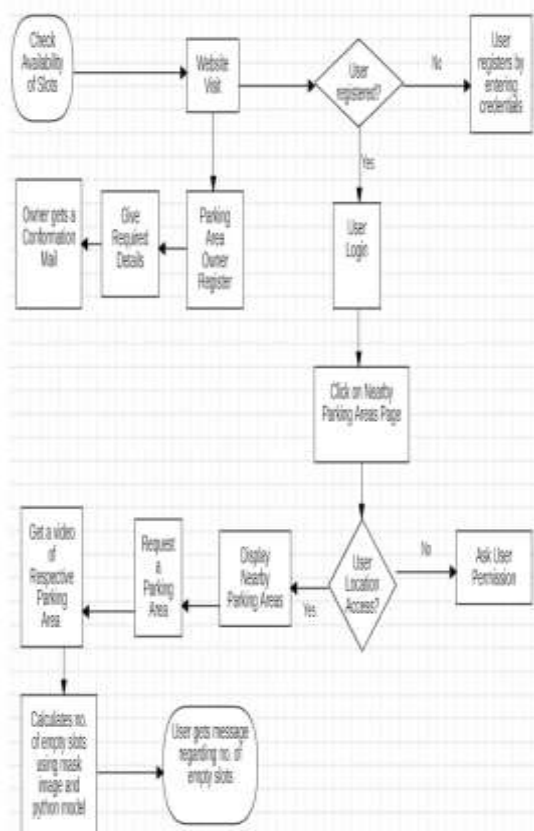 Check
Availability
of Slots
Website
Visit
User
registered?
No
User
registers by
entering
credentials
Yes
Owner gets a
Conformation
Mail
Give
Required
Details
Parking
Area
Owner
Register
User
Login
Click on Nearby
Parking Areas Page
Get a video
of
Respective
Parking
Area
Request
a
Parking
Area
Display
Nearby
Parking Areas
Yes
User
Location
Access?
No
Ask User
Permission
Calculates no.
of empty slots
using mask
image and
python model
User gets message
regarding no. of
empty slots